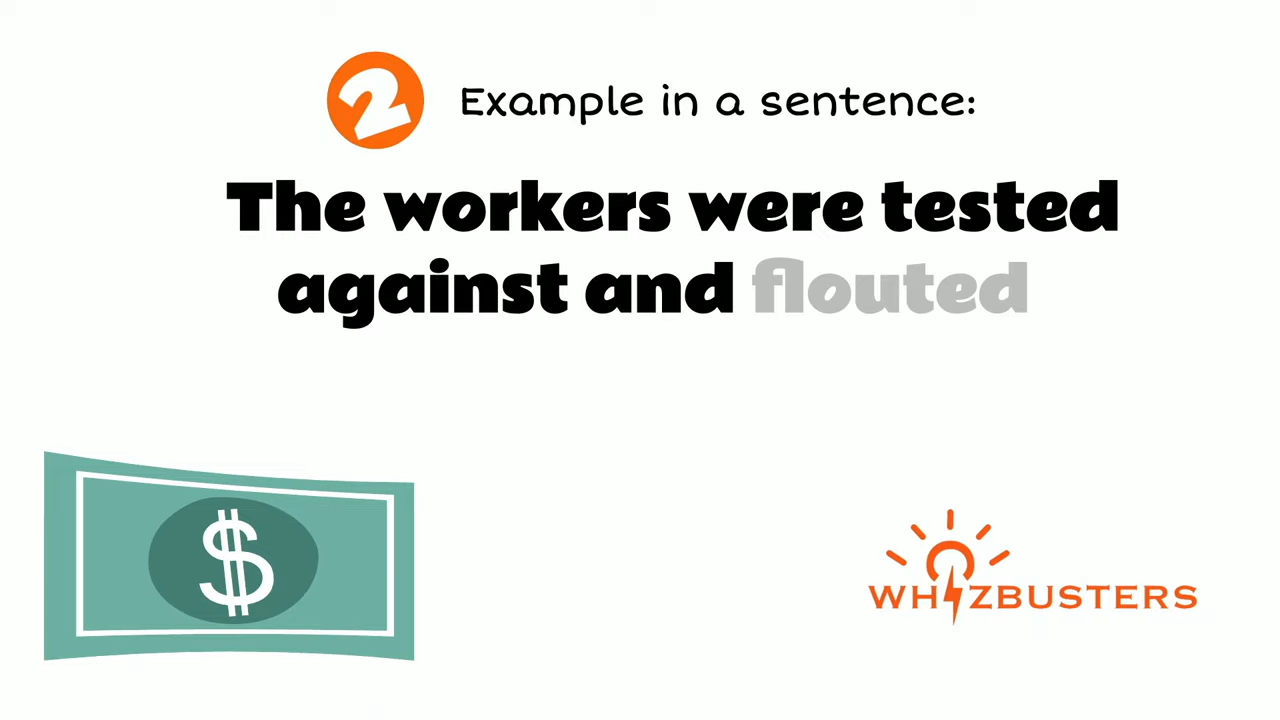 2 Example in a sentence:
The workers were tested
against and flouted
$
WHIZBUSTERS